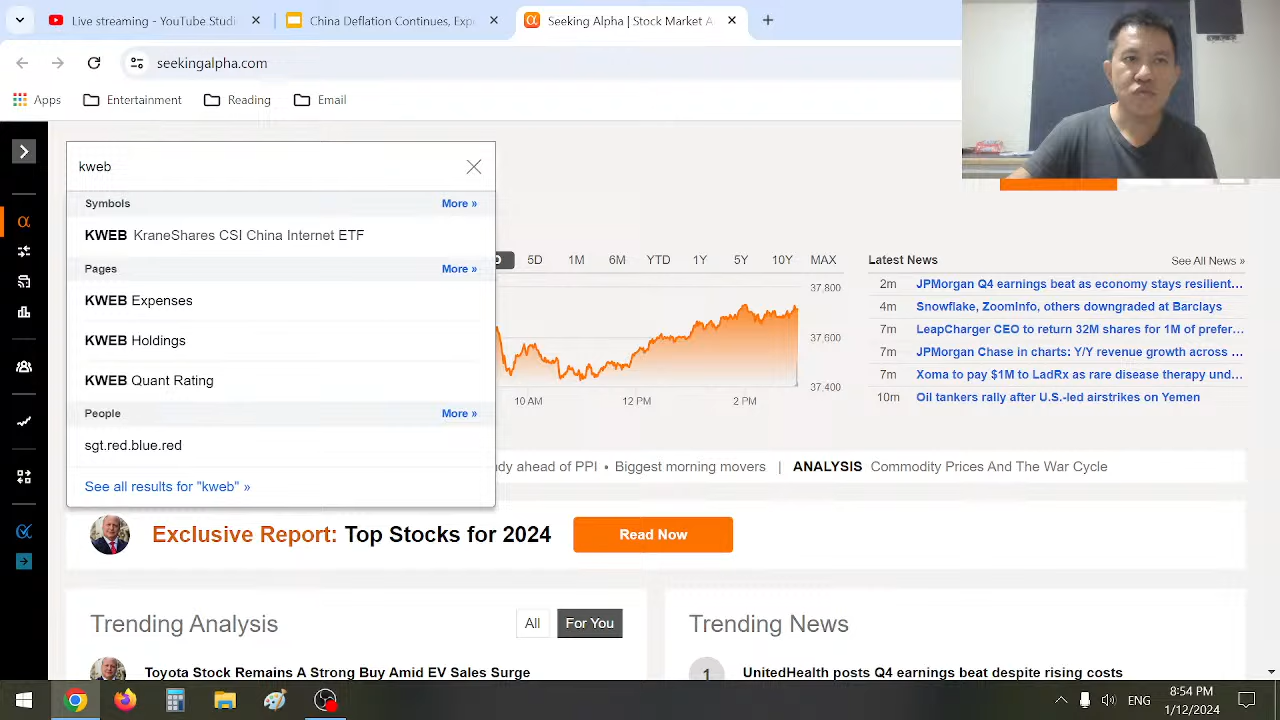 Live streaming - YouTube Studi
China Deflation Continues, Exp
Seeking Alpha | Stock Market A
seekingalpha.com
Apps
Entertainment
Reading
Email
kweb
Symbols
More »
KWEB KraneShares CSI China Internet ETF
Pages
More »
KWEB Expenses
KWEB Holdings
KWEB Quant Rating
People
More »
sgt.red.blue.red
See all results for "kweb" »
5D 1M 6M YTD 1Y 5Y 10Y MAX
37.800
37.600
37.400
10 AM 12 PM 2 PM
Latest News
See All News »
2m JPMorgan Q4 earnings beat as economy stays resilient...
4m Snowflake, ZoomInfo, others downgraded at Barclays
7m LeapCharger CEO to return 32M shares for 1M of prefer...
7m JPMorgan Chase in charts: Y/Y revenue growth across ...
7m Xoma to pay $1M to LadRx as rare disease therapy und...
10m Oil tankers rally after U.S.-led airstrikes on Yemen
dy ahead of PPI • Biggest morning movers | ANALYSIS Commodity Prices And The War Cycle
Exclusive Report: Top Stocks for 2024
Read Now
Trending Analysis
All
For You
Toyota Stock Remains A Strong Buy Amid EV Sales Surge
Trending News
1 UnitedHealth posts Q4 earnings beat despite rising costs
ENG
8:54 PM
1/12/2024